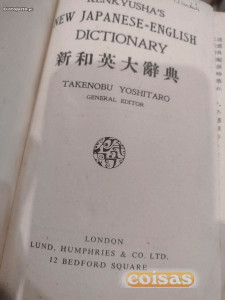 KENKYUSHA'S
NEW JAPANESE-ENGLISH
DICTIONARY
新和英大辭典
TAKENOBU YOSHITARO
GENERAL EDITOR
LONDON
LUND, HUMPHRIES & CO. LTD.
12 BEDFORD SQUARE
coisas